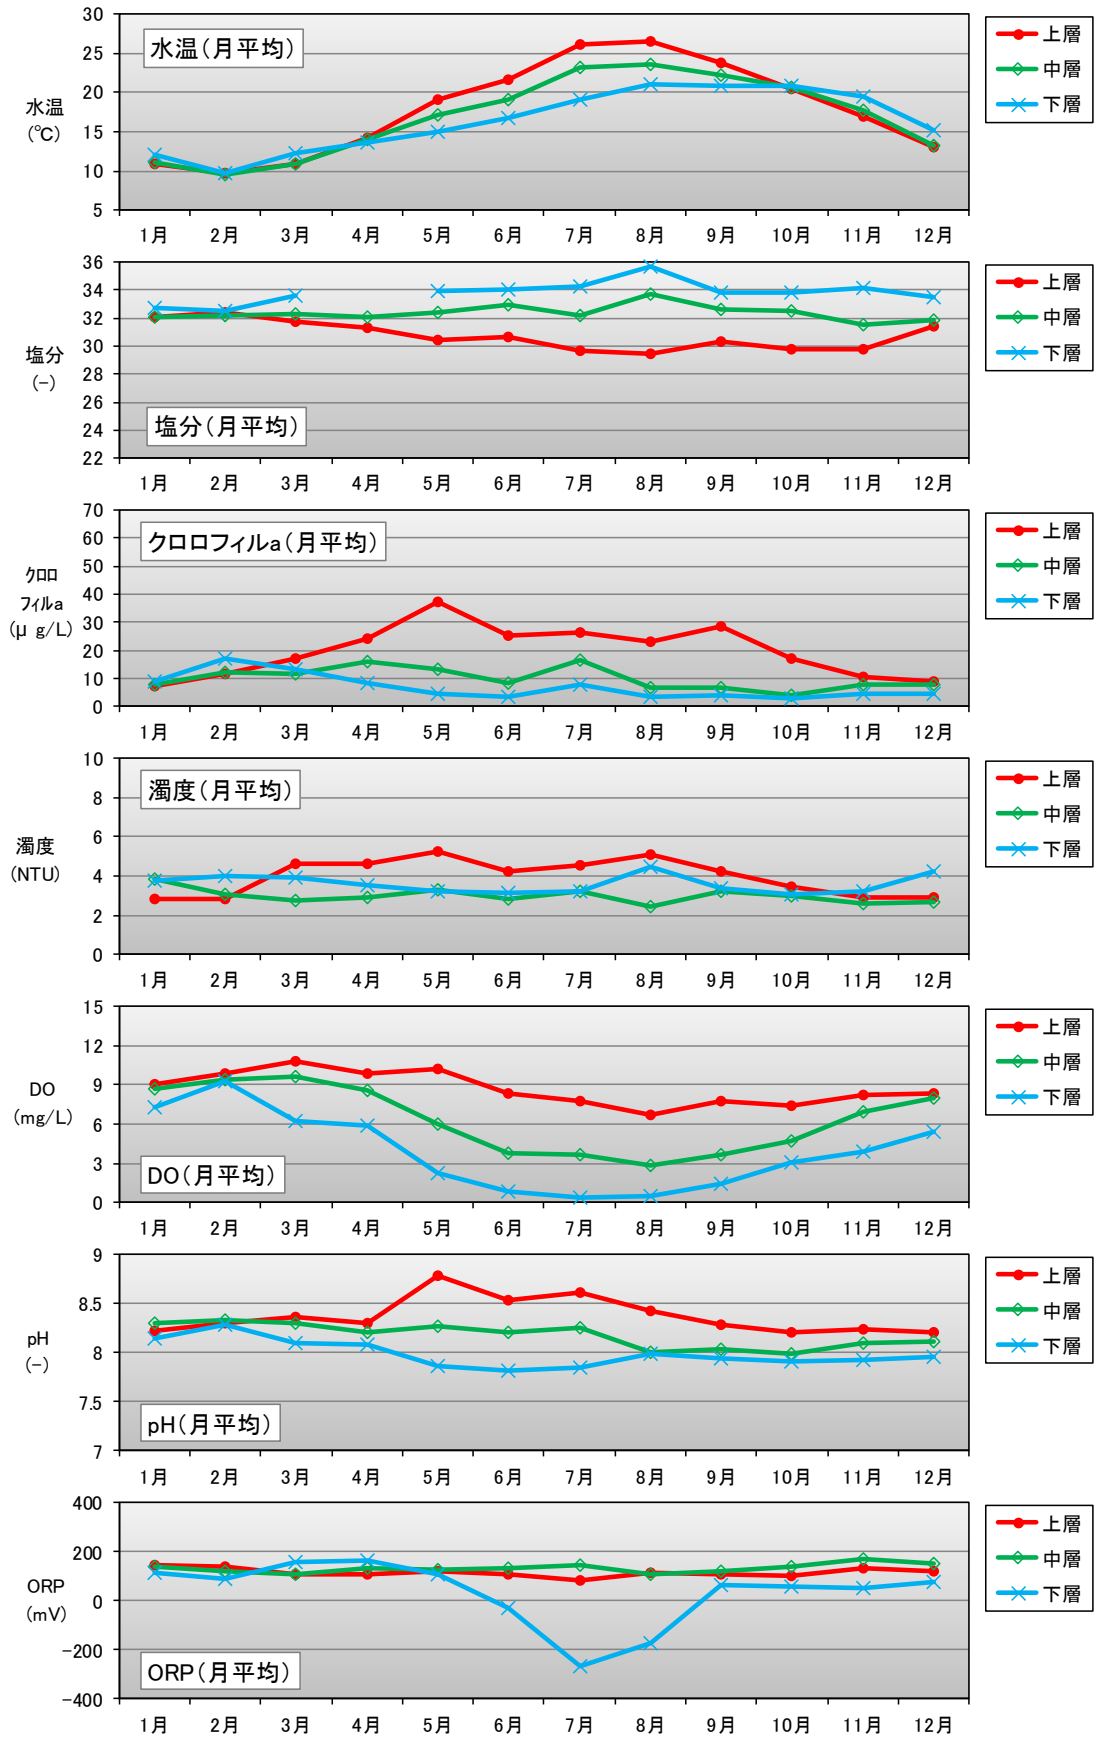 30
25
20
15
10
5
水温(月平均)
水温
(℃)
1月 2月 3月 4月 5月 6月 7月 8月 9月 10月 11月 12月
上層
中層
下層
36
34
32
30
28
26
24
22
塩分
(-)
塩分(月平均)
1月 2月 3月 4月 5月 6月 7月 8月 9月 10月 11月 12月
上層
中層
下層
70
60
50
40
30
20
10
0
クロロフィルa(月平均)
ｸﾛﾛ
ﾌｨﾙa
(μ g/L)
1月 2月 3月 4月 5月 6月 7月 8月 9月 10月 11月 12月
上層
中層
下層
10
8
6
4
2
0
濁度(月平均)
濁度
(NTU)
1月 2月 3月 4月 5月 6月 7月 8月 9月 10月 11月 12月
上層
中層
下層
15
12
9
6
3
0
DO
(mg/L)
DO(月平均)
1月 2月 3月 4月 5月 6月 7月 8月 9月 10月 11月 12月
上層
中層
下層
9
8.5
8
7.5
7
pH
(-)
pH(月平均)
1月 2月 3月 4月 5月 6月 7月 8月 9月 10月 11月 12月
上層
中層
下層
400
200
0
-200
-400
ORP
(mV)
ORP(月平均)
1月 2月 3月 4月 5月 6月 7月 8月 9月 10月 11月 12月
上層
中層
下層